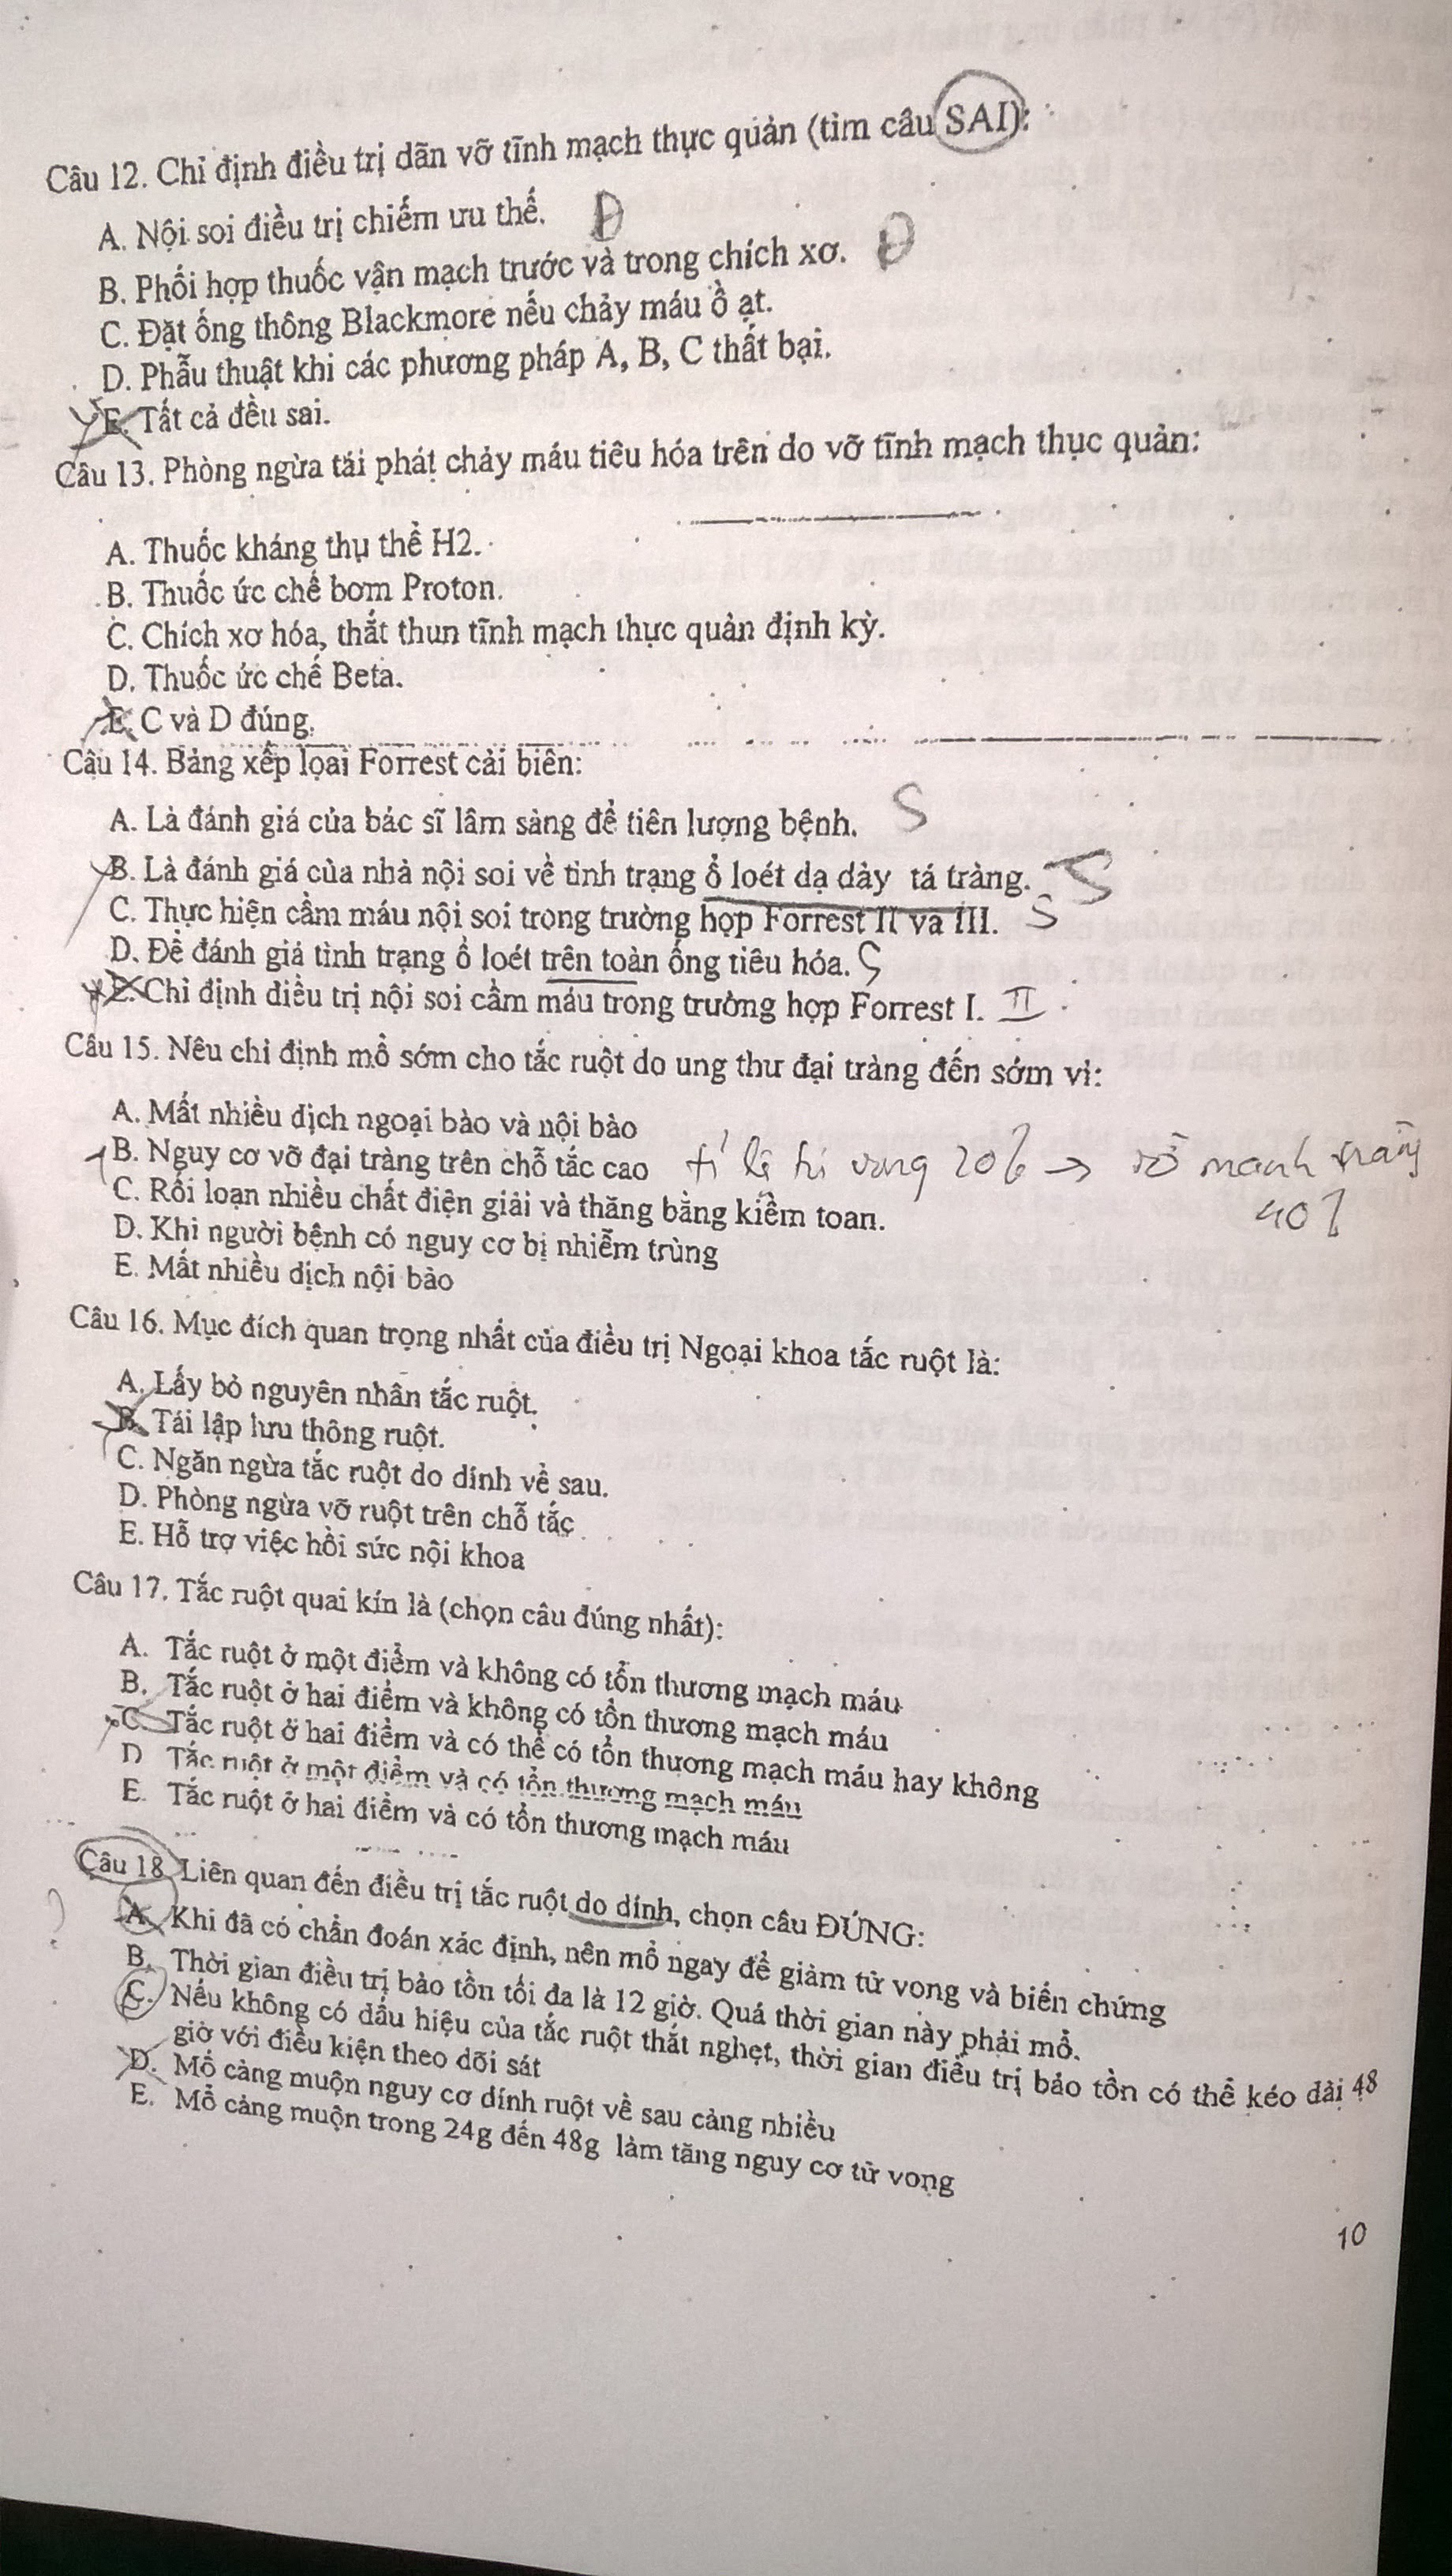 Câu 12. Chỉ định điều trị dãn vỡ tĩnh mạch thực quản (tìm câu SAI):
A. Nội soi điều trị chiếm ưu thế. Đ
B. Phối hợp thuốc vận mạch trước và trong chích xơ. Đ
C. Đặt ống thông Blackmore nếu chảy máu ồ ạt.
D. Phẫu thuật khi các phương pháp A, B, C thất bại.
E. Tất cả đều sai.
Câu 13. Phòng ngừa tái phát chảy máu tiêu hóa trên do vỡ tĩnh mạch thực quản:
A. Thuốc kháng thụ thể H2.
B. Thuốc ức chế bơm Proton.
C. Chích xơ hóa, thắt thun tĩnh mạch thực quản định kỳ.
D. Thuốc ức chế Beta.
E. C và D đúng.
Câu 14. Bảng xếp loại Forrest cải biên:
A. Là đánh giá của bác sĩ lâm sàng để tiên lượng bệnh. S
B. Là đánh giá của nhà nội soi về tình trạng ổ loét dạ dày tá tràng. S
C. Thực hiện cầm máu nội soi trong trường hợp Forrest II và III. S
D. Để đánh giá tình trạng ổ loét trên toàn ống tiêu hóa. S
E. Chỉ định điều trị nội soi cầm máu trong trường hợp Forrest I. II
Câu 15. Nêu chỉ định mổ sớm cho tắc ruột do ung thư đại tràng đến sớm vì:
A. Mất nhiều dịch ngoại bào và nội bào
B. Nguy cơ vỡ đại tràng trên chỗ tắc cao tỉ lệ tử vong 20% → vỡ manh tràng
40%
C. Rối loạn nhiều chất điện giải và thăng bằng kiềm toan.
D. Khi người bệnh có nguy cơ bị nhiễm trùng
E. Mất nhiều dịch nội bào
Câu 16. Mục đích quan trọng nhất của điều trị Ngoại khoa tắc ruột là:
A. Lấy bỏ nguyên nhân tắc ruột.
B. Tái lập lưu thông ruột.
C. Ngăn ngừa tắc ruột do dính về sau.
D. Phòng ngừa vỡ ruột trên chỗ tắc
E. Hỗ trợ việc hồi sức nội khoa
Câu 17. Tắc ruột quai kín là (chọn câu đúng nhất):
A. Tắc ruột ở một điểm và không có tổn thương mạch máu
B. Tắc ruột ở hai điểm và không có tổn thương mạch máu
C. Tắc ruột ở hai điểm và có thể có tổn thương mạch máu hay không
D Tắc ruột ở một điểm và có tổn thương mạch máu
E. Tắc ruột ở hai điểm và có tổn thương mạch máu
Câu 18. Liên quan đến điều trị tắc ruột do dính, chọn câu ĐÚNG:
? A. Khi đã có chẩn đoán xác định, nên mổ ngay để giảm tử vong và biến chứng
B. Thời gian điều trị bảo tồn tối đa là 12 giờ. Quá thời gian này phải mổ.
C. Nếu không có dấu hiệu của tắc ruột thắt nghẹt, thời gian điều trị bảo tồn có thể kéo dài 48
giờ với điều kiện theo dõi sát
D. Mổ càng muộn nguy cơ dính ruột về sau càng nhiều
E. Mổ càng muộn trong 24g đến 48g làm tăng nguy cơ tử vong
10